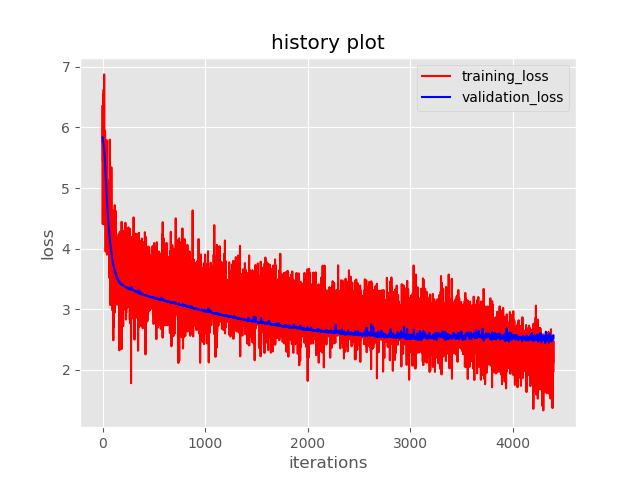 history plot
training_loss
validation_loss
7
6
5
4
3
2
loss
0 1000 2000 3000 4000
iterations